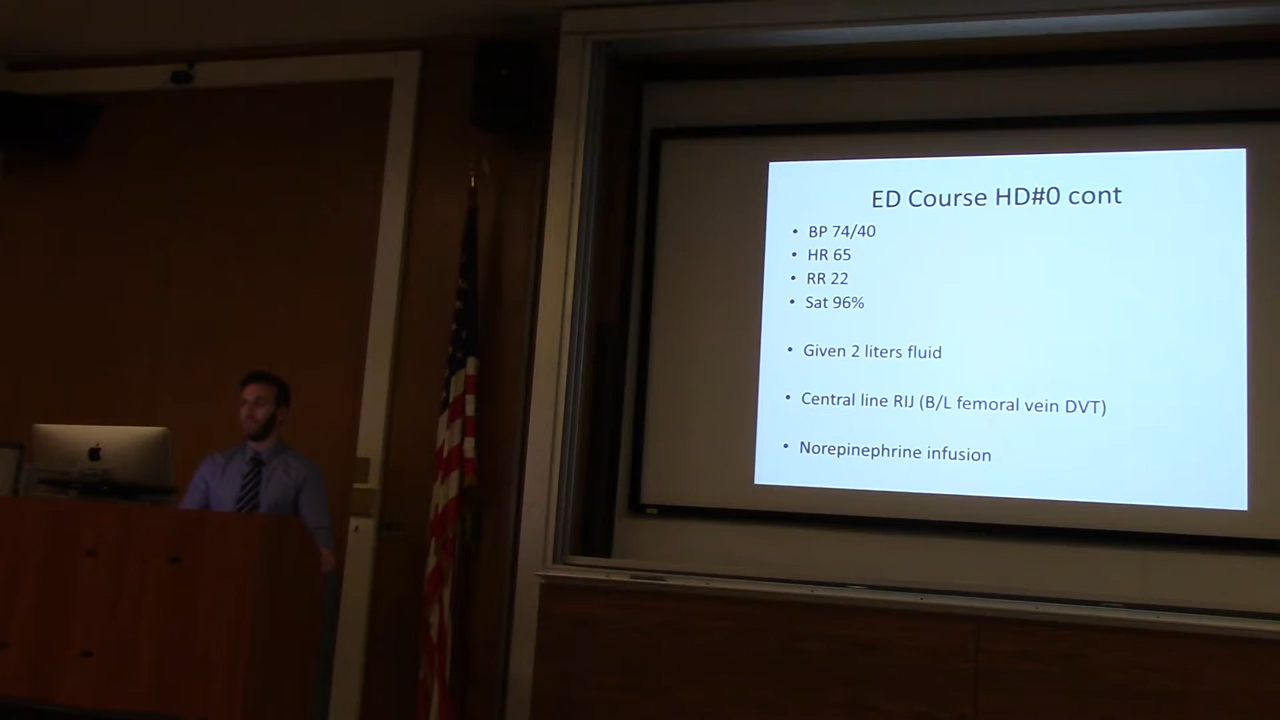 ED Course HD#0 cont
• BP 74/40
• HR 65
• RR 22
• Sat 96%
• Given 2 liters fluid
• Central line RIJ (B/L femoral vein DVT)
• Norepinephrine infusion